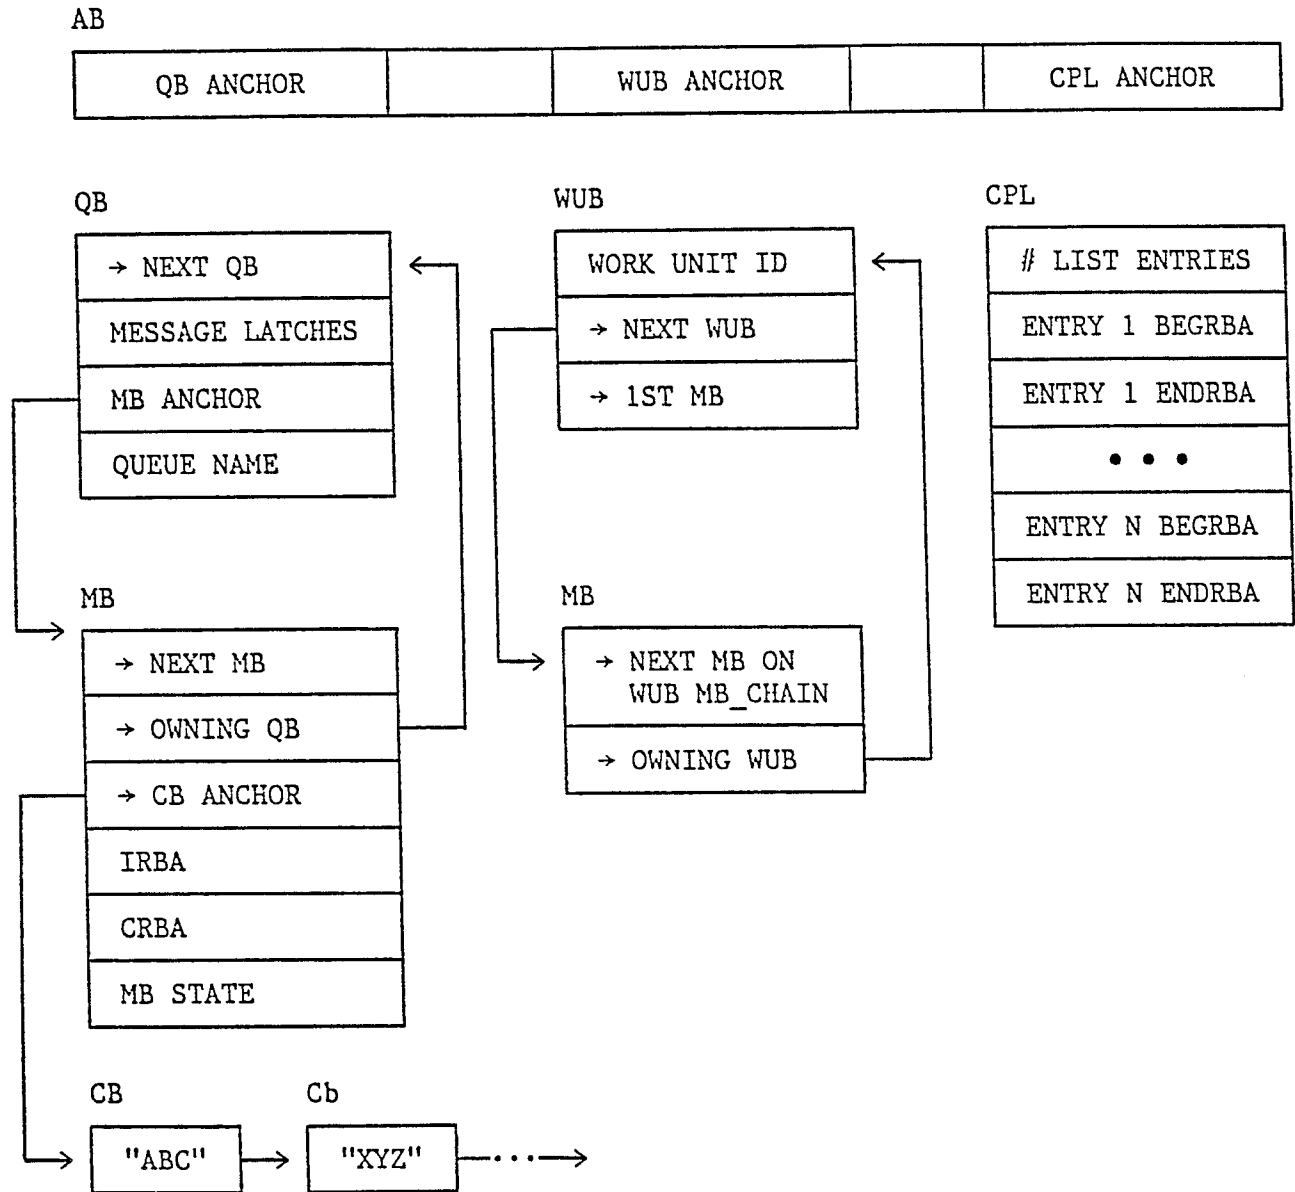 AB
QB ANCHOR
WUB ANCHOR
CPL ANCHOR
QB
→ NEXT QB
MESSAGE LATCHES
MB ANCHOR
QUEUE NAME
WUB
WORK UNIT ID
→ NEXT WUB
→ 1ST MB
CPL
# LIST ENTRIES
ENTRY 1 BEGRBA
ENTRY 1 ENDRBA
• • •
ENTRY N BEGRBA
ENTRY N ENDRBA
MB
→ NEXT MB
→ OWNING QB
→ CB ANCHOR
IRBA
CRBA
MB STATE
MB
→ NEXT MB ON
WUB MB_CHAIN
→ OWNING WUB
CB
"ABC"
Cb
"XYZ"